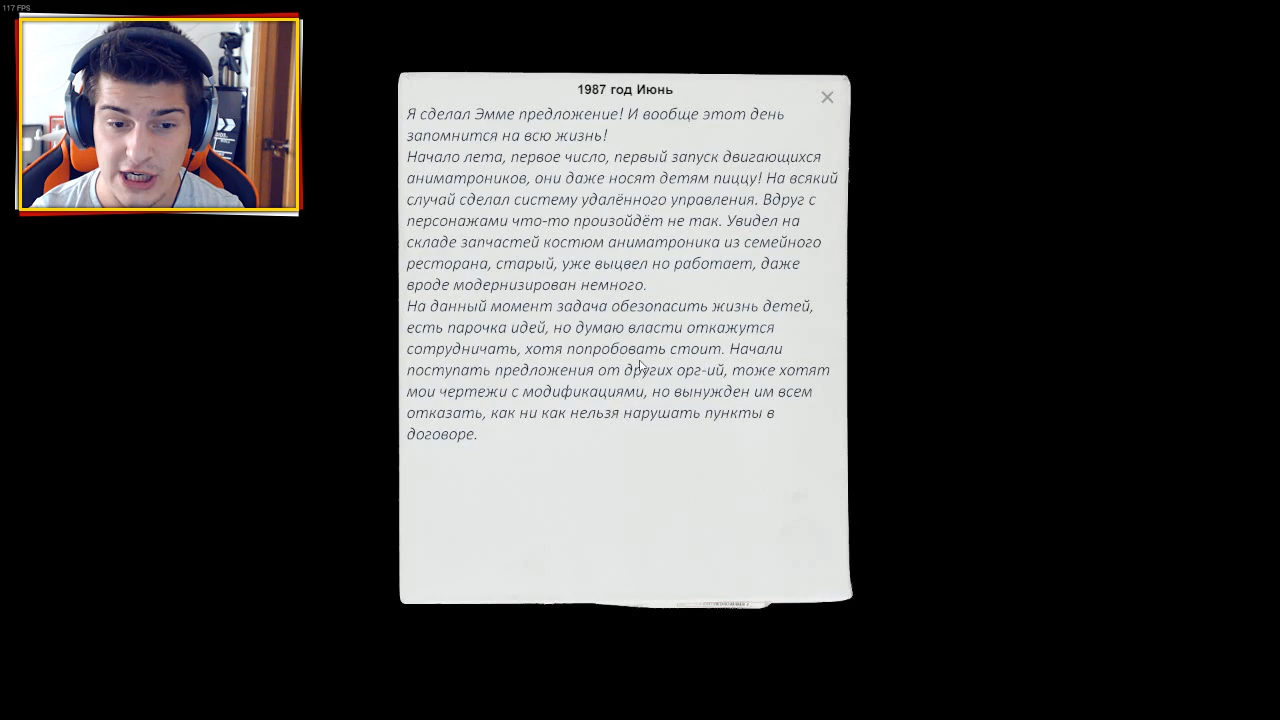 117 FPS
1987 год Июнь
Я сделал Эмме предложение! И вообще этот день
запомнится на всю жизнь!
Начало лета, первое число, первый запуск двигающихся
аниматроников, они даже носят детям пиццу! На всякий
случай сделал систему удалённого управления. Вдруг с
персонажами что-то произойдёт не так. Увидел на
складе запчастей костюм аниматроника из семейного
ресторана, старый, уже выцвел но работает, даже
вроде модернизирован немного.
На данный момент задача обезопасить жизнь детей,
есть парочка идей, но думаю власти откажутся
сотрудничать, хотя попробовать стоит. Начали
поступать предложения от других орг-ий, тоже хотят
мои чертежи с модификациями, но вынужден им всем
отказать, как ни как нельзя нарушать пункты в
договоре.